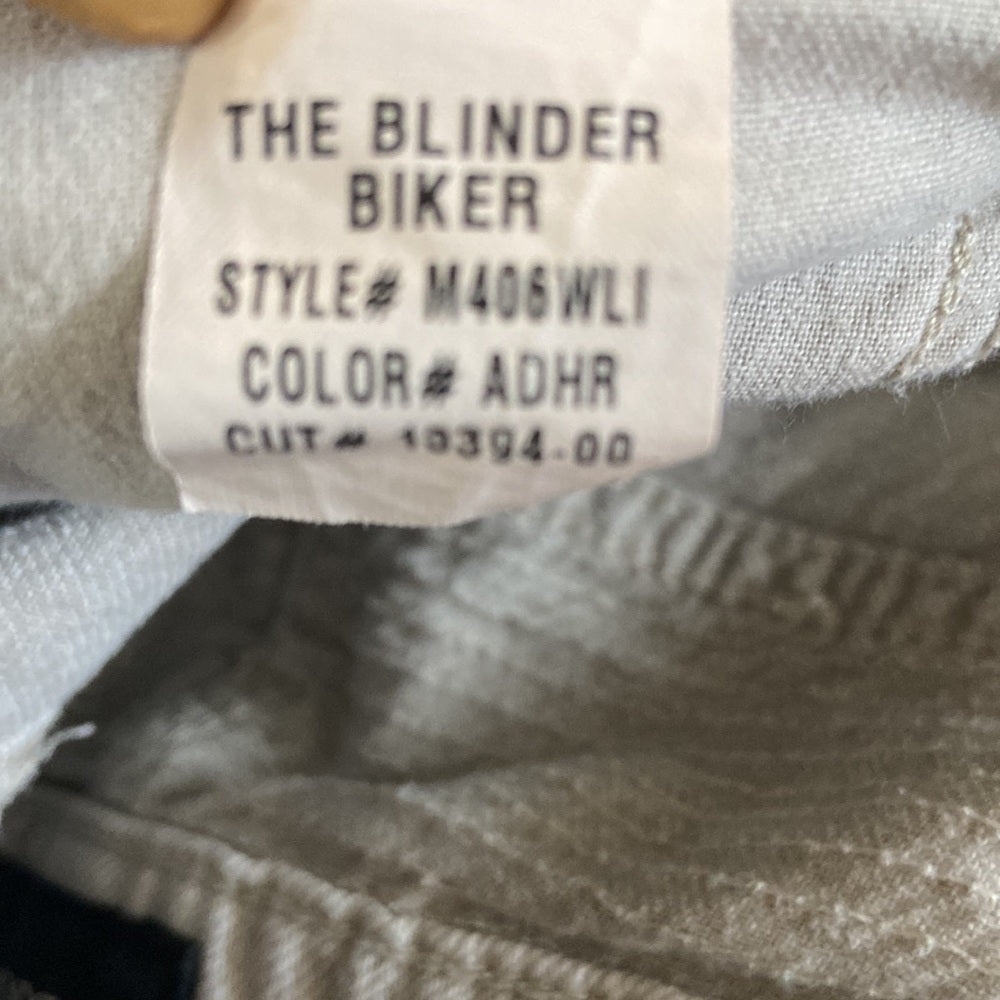 THE BLINDER
BIKER
STYLE# M406WLI
COLOR# ADHR
CUT# 19394-00